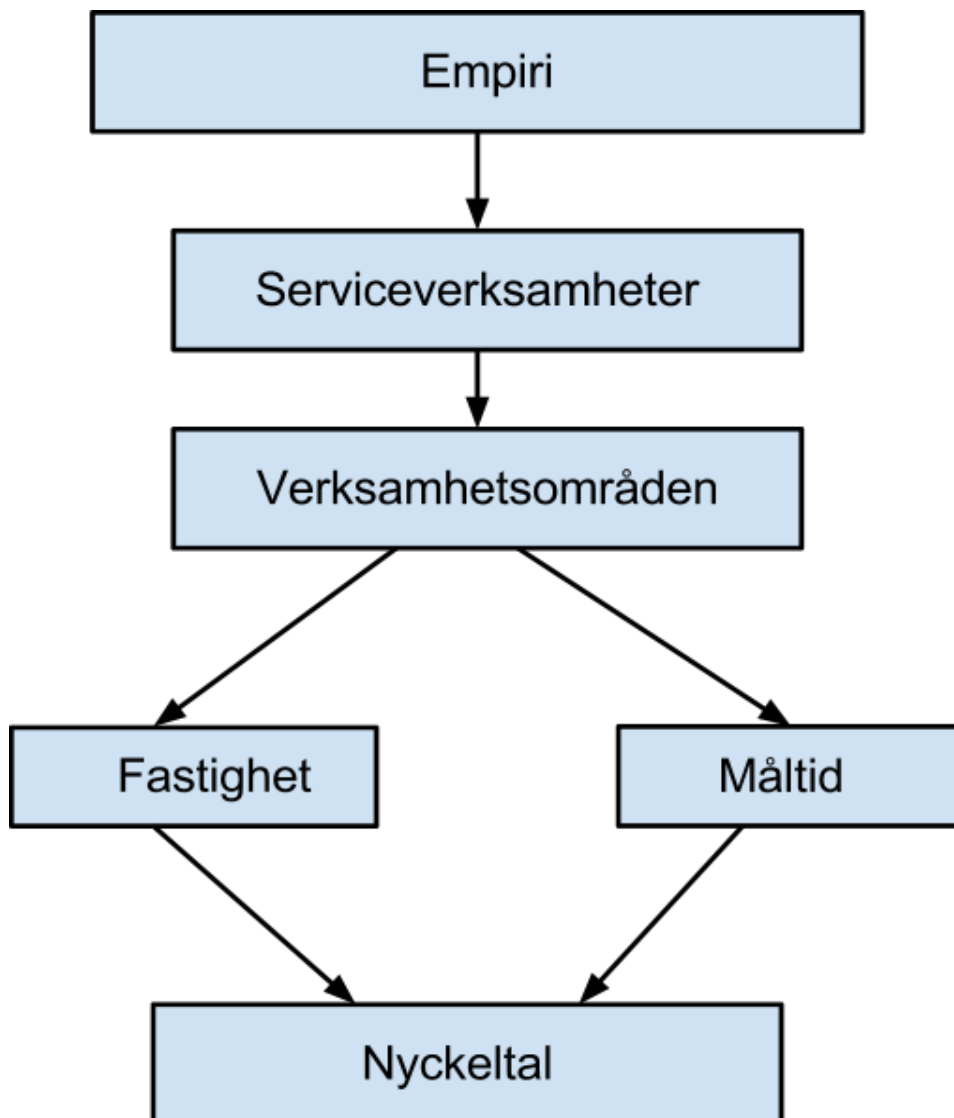 Empiri
Serviceverksamheter
Verksamhetsområden
Fastighet
Måltid
Nyckeltal